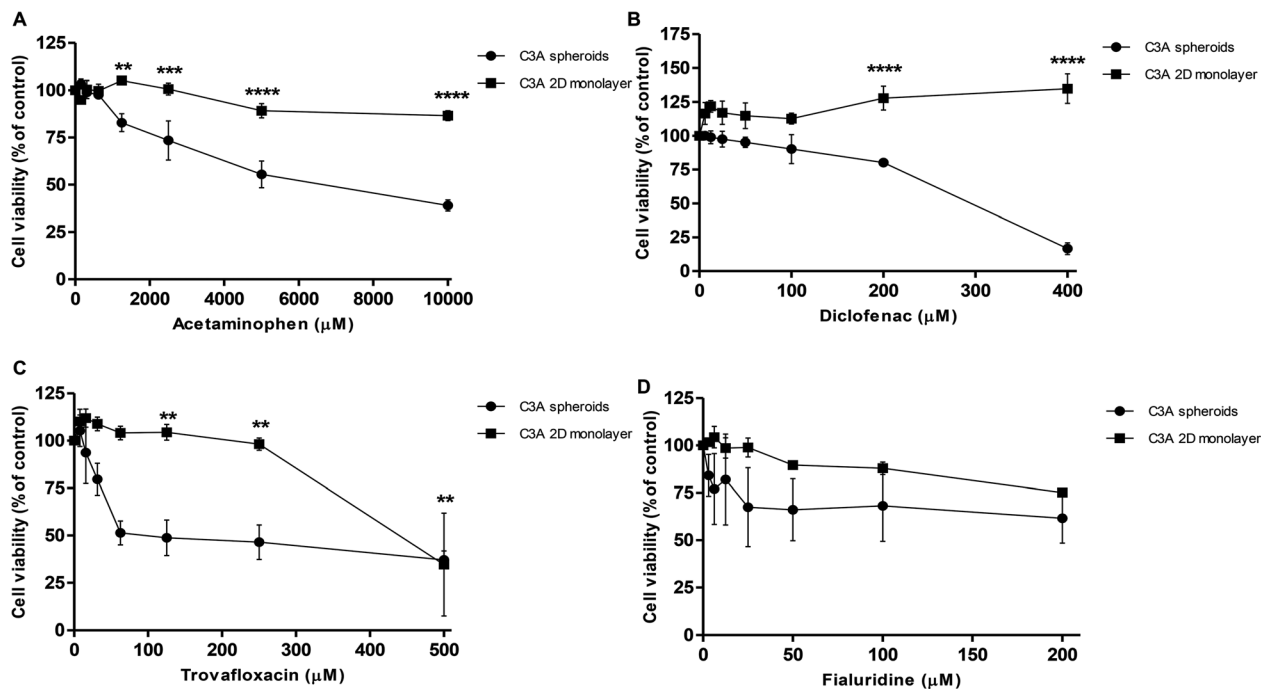 A
C3A spheroids
C3A 2D monolayer
Cell viability (% of control)
125
100
75
50
25
0
** *** **** ****
0 2000 4000 6000 8000 10000
Acetaminophen (μM)
B
C3A spheroids
C3A 2D monolayer
Cell viability (% of control)
175
150
125
100
75
50
25
0
**** ****
0 100 200 300 400
Diclofenac (μM)
C
C3A spheroids
C3A 2D monolayer
Cell viability (% of control)
125
100
75
50
25
0
** ** **
0 100 200 300 400 500
Trovafloxacin (μM)
D
C3A spheroids
C3A 2D monolayer
Cell viability (% of control)
125
100
75
50
25
0
0 50 100 150 200
Fialuridine (μM)